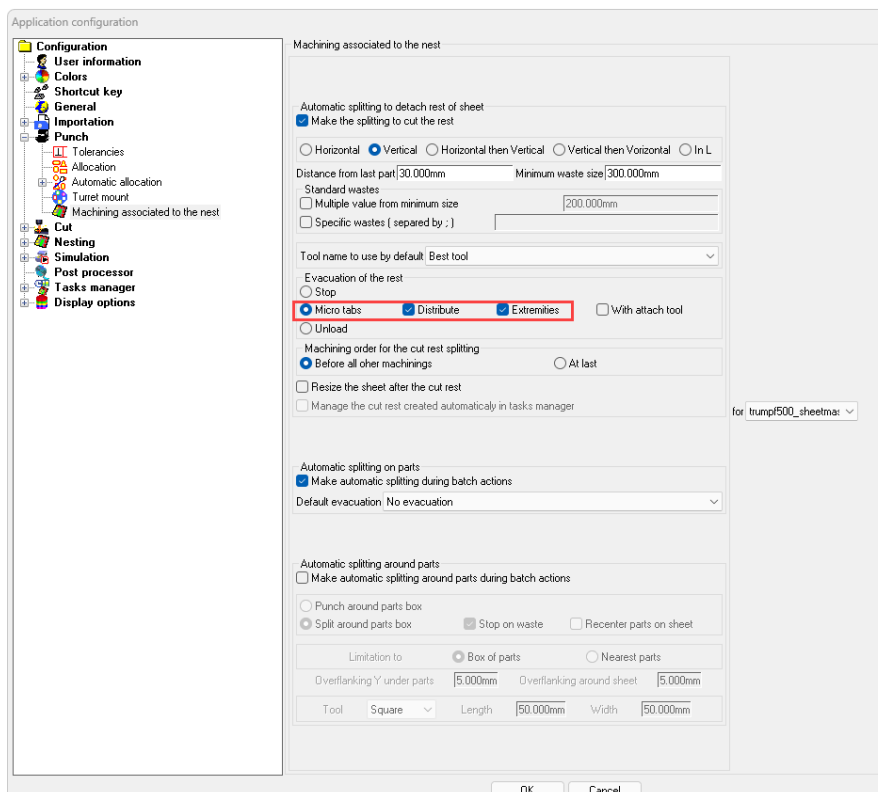 Application configuration
Configuration
User information
Colors
Shortcut key
General
Importation
Punch
Tolerancies
Allocation
Automatic allocation
Turret mount
Machining associated to the nest
Cut
Nesting
Simulation
Post processor
Tasks manager
Display options
Machining associated to the nest
Automatic splitting to detach rest of sheet
Make the splitting to cut the rest
Horizontal Vertical Horizontal then Vertical Vertical then Vorizontal In L
Distance from last part 30.000mm Minimum waste size 300.000mm
Standard wastes
Multiple value from minimum size 200.000mm
Specific wastes ( separed by ; )
Tool name to use by default Best tool
Evacuation of the rest
Stop
Micro tabs Distribute Extremities With attach tool
Unload
Machining order for the cut rest splitting
Before all oher machinings At last
Resize the sheet after the cut rest
Manage the cut rest created automaticaly in tasks manager
for trumpf500_sheetma
Automatic splitting on parts
Make automatic splitting during batch actions
Default evacuation No evacuation
Automatic splitting around parts
Make automatic splitting around parts during batch actions
Punch around parts box
Split around parts box Stop on waste Recenter parts on sheet
Limitation to Box of parts Nearest parts
Overflanking Y under parts 5.000mm Overflanking around sheet 5.000mm
Tool Square Length 50.000mm Width 50.000mm
OK Cancel